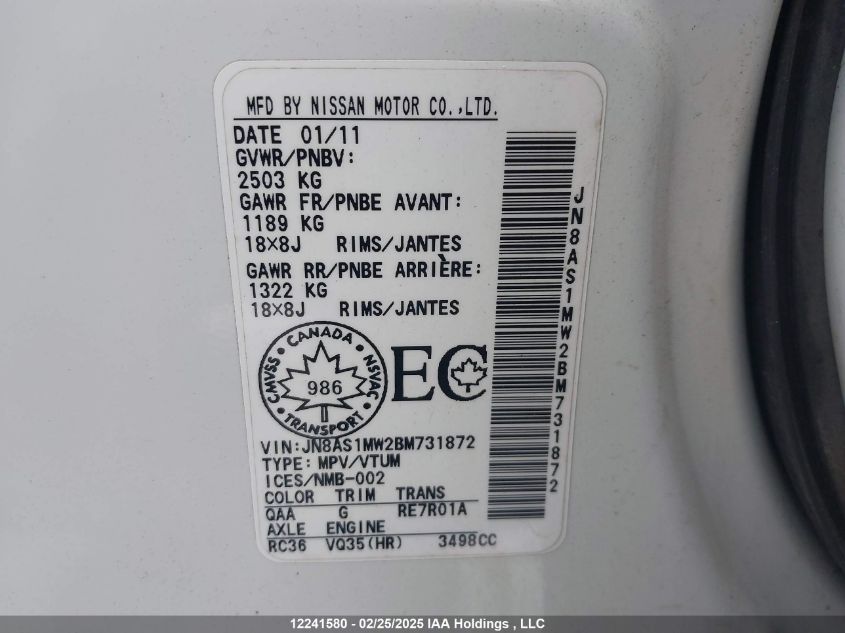 MFD BY NISSAN MOTOR CO.,LTD.
DATE 01/11
GVWR/PNBV:
2503 KG
GAWR FR/PNBE AVANT:
1189 KG
18×8J RIMS/JANTES
GAWR RR/PNBE ARRIÈRE:
1322 KG
18×8J RIMS/JANTES
CANADA
CMVSS
NSVAC
986
TRANSPORT
EC
VIN:JN8AS1MW2BM731872
TYPE:MPV/VTUM
ICES/NMB-002
COLOR TRIM TRANS
QAA G RE7R01A
AXLE ENGINE
RC36 VQ35(HR) 3498CC
JN8AS1MW2BM731872
12241580 - 02/25/2025 IAA Holdings , LLC